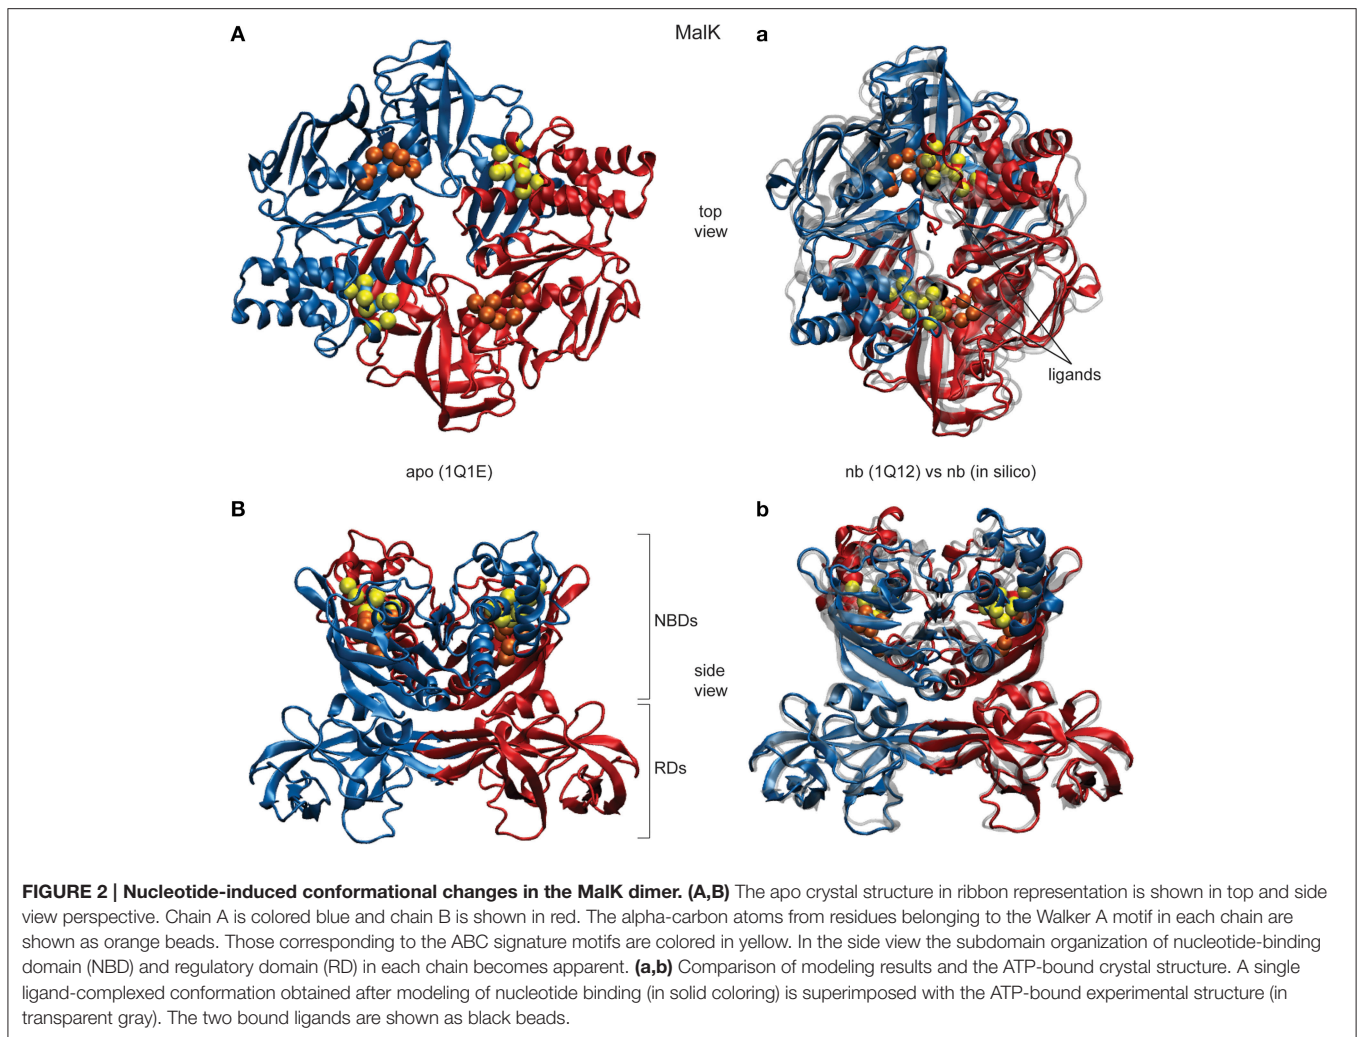 A
MalK
a
top
view
ligands
apo (1Q1E)
nb (1Q12) vs nb (in silico)
B
b
NBDs
side
view
RDs
FIGURE 2 | Nucleotide-induced conformational changes in the MalK dimer. (A,B) The apo crystal structure in ribbon representation is shown in top and side
view perspective. Chain A is colored blue and chain B is shown in red. The alpha-carbon atoms from residues belonging to the Walker A motif in each chain are
shown as orange beads. Those corresponding to the ABC signature motifs are colored in yellow. In the side view the subdomain organization of nucleotide-binding
domain (NBD) and regulatory domain (RD) in each chain becomes apparent. (a,b) Comparison of modeling results and the ATP-bound crystal structure. A single
ligand-complexed conformation obtained after modeling of nucleotide binding (in solid coloring) is superimposed with the ATP-bound experimental structure (in
transparent gray). The two bound ligands are shown as black beads.